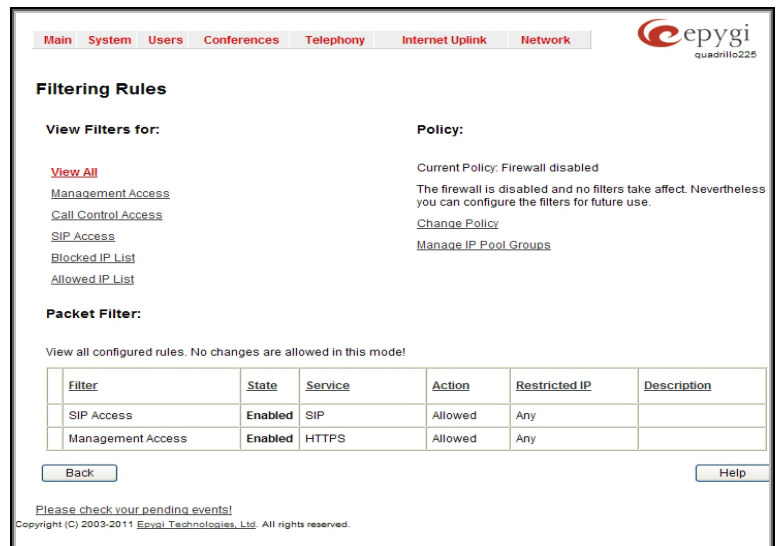 Main System Users Conferences Telephony Internet Uplink Network
epygi
quadrillo225
Filtering Rules
View Filters for:
View All
Management Access
Call Control Access
SIP Access
Blocked IP List
Allowed IP List
Policy:
Current Policy: Firewall disabled
The firewall is disabled and no filters take affect. Nevertheless
you can configure the filters for future use.
Change Policy
Manage IP Pool Groups
Packet Filter:
View all configured rules. No changes are allowed in this mode!
Filter State Service Action Restricted IP Description
SIP Access Enabled SIP Allowed Any
Management Access Enabled HTTPS Allowed Any
Back Help
Please check your pending events!
Copyright (C) 2003-2011 Epygi Technologies, Ltd. All rights reserved.